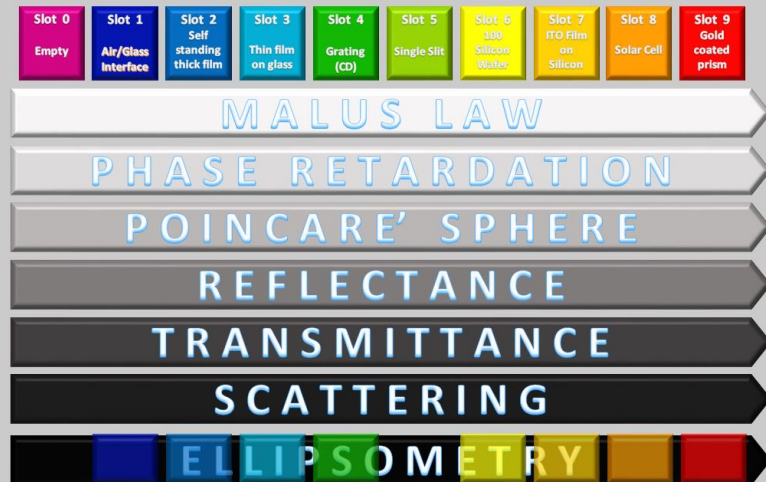 Slot 0
Empty
Slot 1
Air/Glass
Interface
Slot 2
Self
standing
thick film
Slot 3
Thin film
on glass
Slot 4
Grating
(CD)
Slot 5
Single Slit
Slot 6
100
Silicon
Wafer
Slot 7
ITO Film
on
Silicon
Slot 8
Solar Cell
Slot 9
Gold
coated
prism
MALUS LAW
PHASE RETARDATION
POINCARE' SPHERE
REFLECTANCE
TRANSMITTANCE
SCATTERING
ELLIPSOMETRY